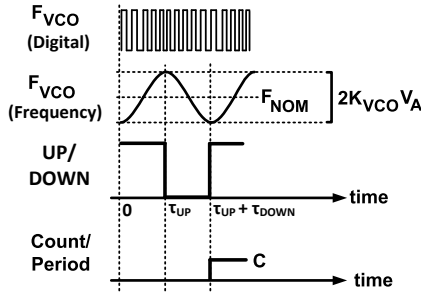 F_VCO
(Digital)
F_VCO
(Frequency)
F_NOM
2K_VCO V_A
UP/
DOWN
time
0
τ_UP
τ_UP + τ_DOWN
Count/
Period
C
time